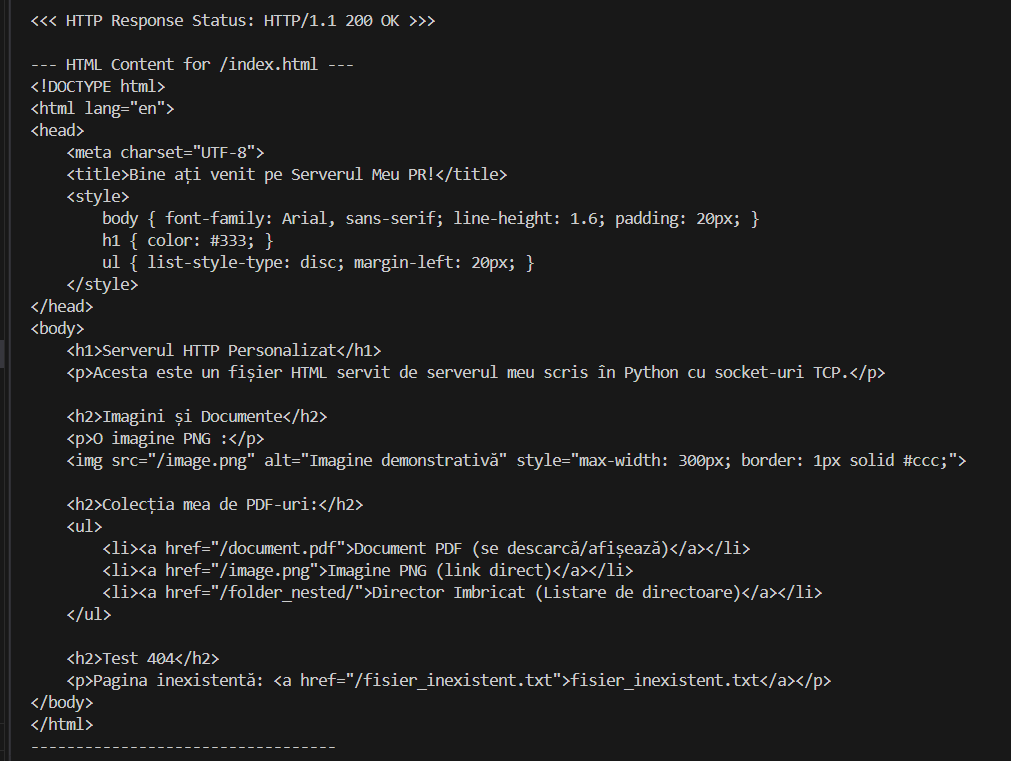 <<< HTTP Response Status: HTTP/1.1 200 OK >>>
--- HTML Content for /index.html ---
<!DOCTYPE html>
<html lang="en">
<head>
    <meta charset="UTF-8">
    <title>Bine ați venit pe Serverul Meu PR!</title>
    <style>
        body { font-family: Arial, sans-serif; line-height: 1.6; padding: 20px; }
        h1 { color: #333; }
        ul { list-style-type: disc; margin-left: 20px; }
    </style>
</head>
<body>
    <h1>Serverul HTTP Personalizat</h1>
    <p>Acesta este un fișier HTML servit de serverul meu scris în Python cu socket-uri TCP.</p>
    <h2>Imagini și Documente</h2>
    <p>O imagine PNG :</p>
    <img src="/image.png" alt="Imagine demonstrativă" style="max-width: 300px; border: 1px solid #ccc;">
    <h2>Colecția mea de PDF-uri:</h2>
    <ul>
        <li><a href="/document.pdf">Document PDF (se descarcă/afișează)</a></li>
        <li><a href="/image.png">Imagine PNG (link direct)</a></li>
        <li><a href="/folder_nested/">Director Imbricat (Listare de directoare)</a></li>
    </ul>
    <h2>Test 404</h2>
    <p>Pagina inexistentă: <a href="/fisier_inexistent.txt">fisier_inexistent.txt</a></p>
</body>
</html>
----------------------------------